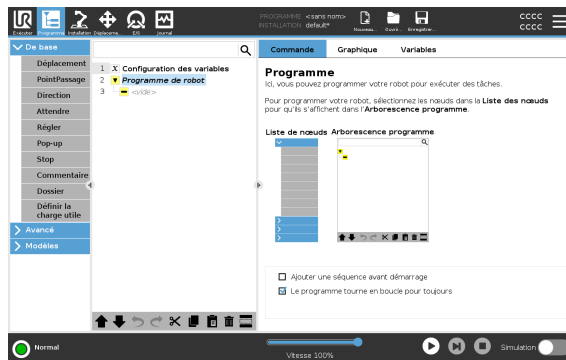 UR
PROGRAMME <sans nom>
INSTALLATION default*
Exécuter Programme Installation Déplaceme... E/S Journal
Nouveau... Ouvrir... Enregistrer...
CCCC
CCCC
De base
Déplacement
PointPassage
Direction
Attendre
Régler
Pop-up
Stop
Commentaire
Dossier
Définir la
charge utile
Avancé
Modèles
1 X Configuration des variables
2 Programme de robot
3 <vide>
Commande Graphique Variables
Programme
Ici, vous pouvez programmer votre robot pour exécuter des tâches.
Pour programmer votre robot, sélectionnez les nœuds dans la Liste des nœuds
pour qu'ils s'affichent dans l'Arborescence programme.
Liste de nœuds Arborescence programme
Ajouter une séquence avant démarrage
Le programme tourne en boucle pour toujours
Normal
Vitesse 100%
Simulation